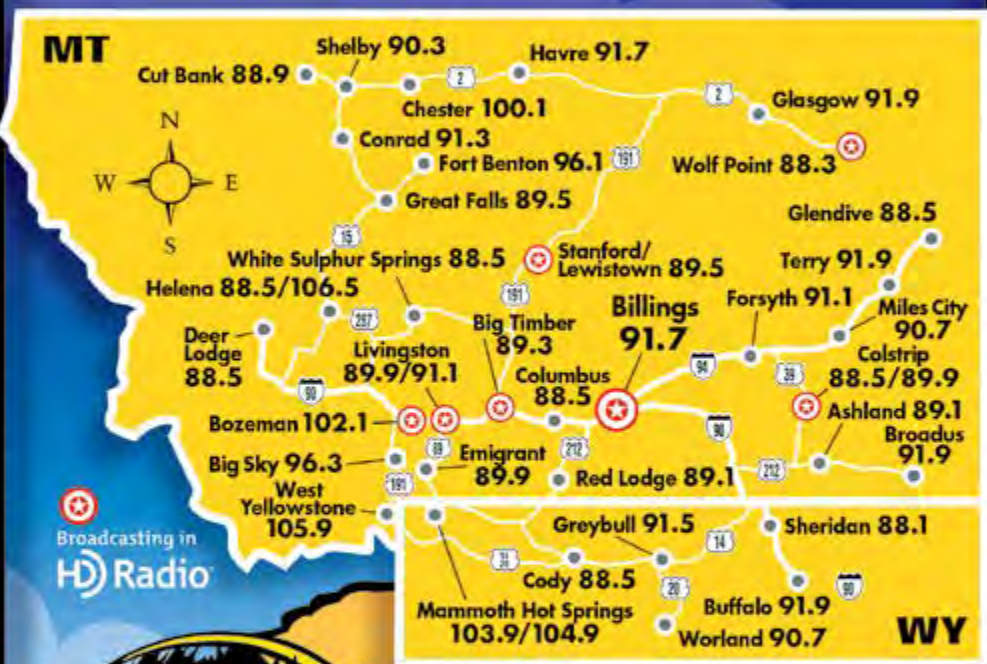 MT
Shelby 90.3
Havre 91.7
Cut Bank 88.9
2
2
Chester 100.1
Glasgow 91.9
N
Conrad 91.3
W E
S
Fort Benton 96.1
191
Wolf Point 88.3
Great Falls 89.5
Glendive 88.5
15
White Sulphur Springs 88.5
Stanford/
Lewistown 89.5
Terry 91.9
Helena 88.5/106.5
191
Billings
91.7
Forsyth 91.1
Miles City
90.7
287
Deer
Lodge
88.5
Livingston
89.9/91.1
Big Timber
89.3
94
39
Colstrip
88.5/89.9
90
Columbus
88.5
Bozeman 102.1
90
Ashland 89.1
Broadus
91.9
89
212
212
Big Sky 96.3
Emigrant
89.9
Red Lodge 89.1
191
West
Yellowstone
105.9
Greybull 91.5
14
Sheridan 88.1
Broadcasting in
HD Radio
Cody 88.5
20
90
Mammoth Hot Springs
103.9/104.9
Buffalo 91.9
Worland 90.7
WY